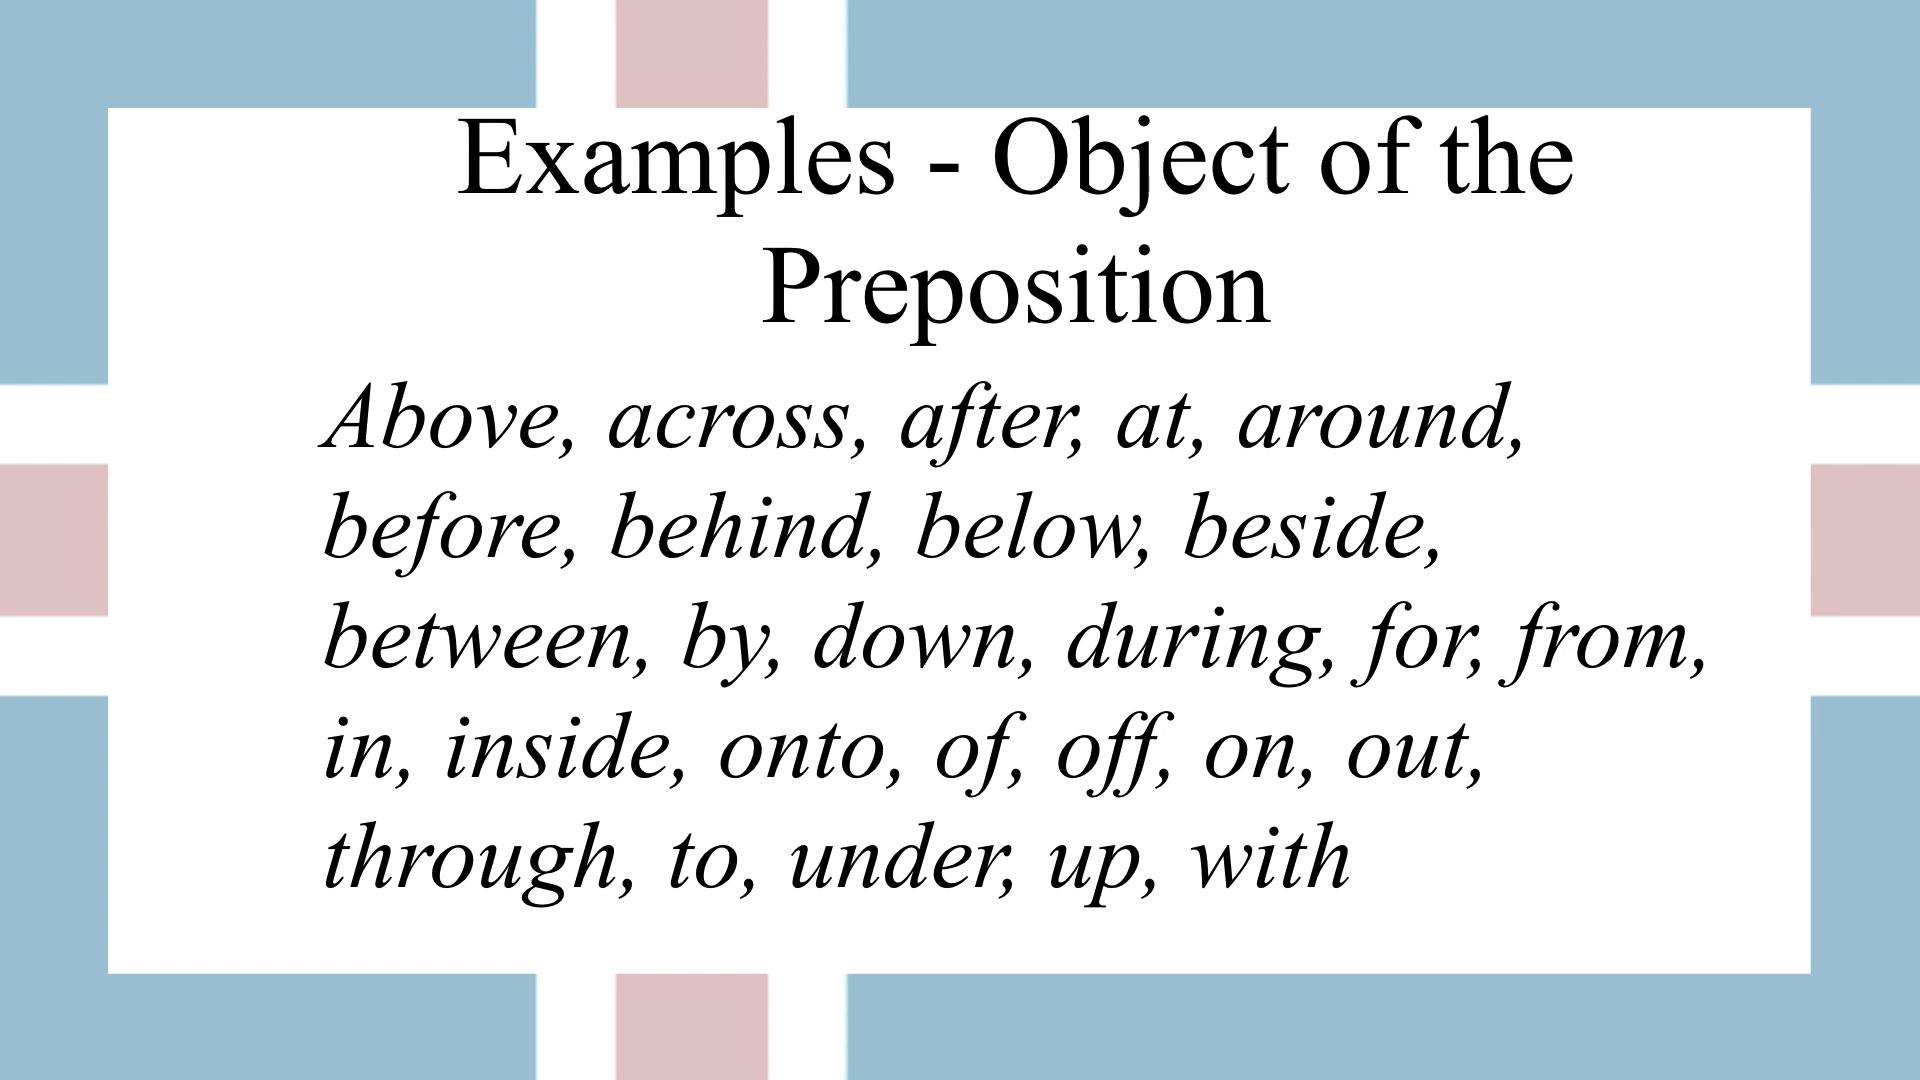 Examples - Object of the
Preposition
Above, across, after, at, around,
before, behind, below, beside,
between, by, down, during, for, from,
in, inside, onto, of, off, on, out,
through, to, under, up, with